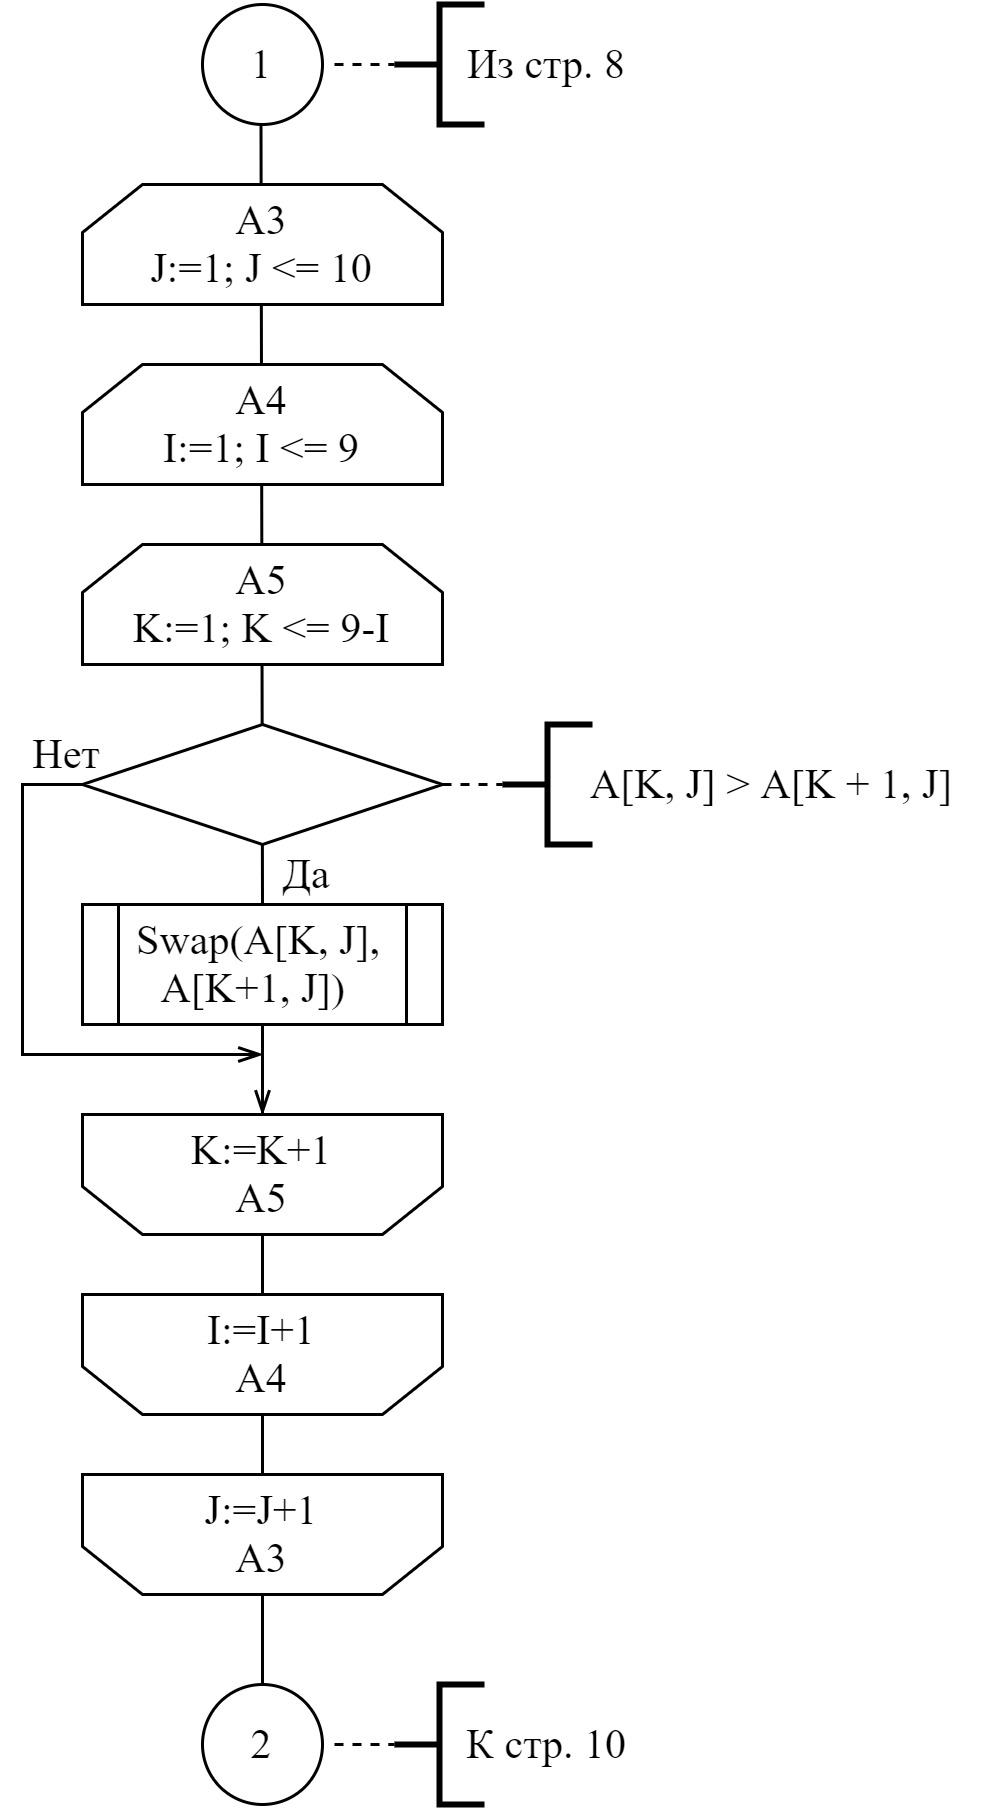 1
Из стр. 8
A3
J:=1; J <= 10
A4
I:=1; I <= 9
A5
K:=1; K <= 9-I
Нет
A[K, J] > A[K + 1, J]
Да
Swap(A[K, J],
A[K+1, J])
K:=K+1
A5
I:=I+1
A4
J:=J+1
A3
2
К стр. 10